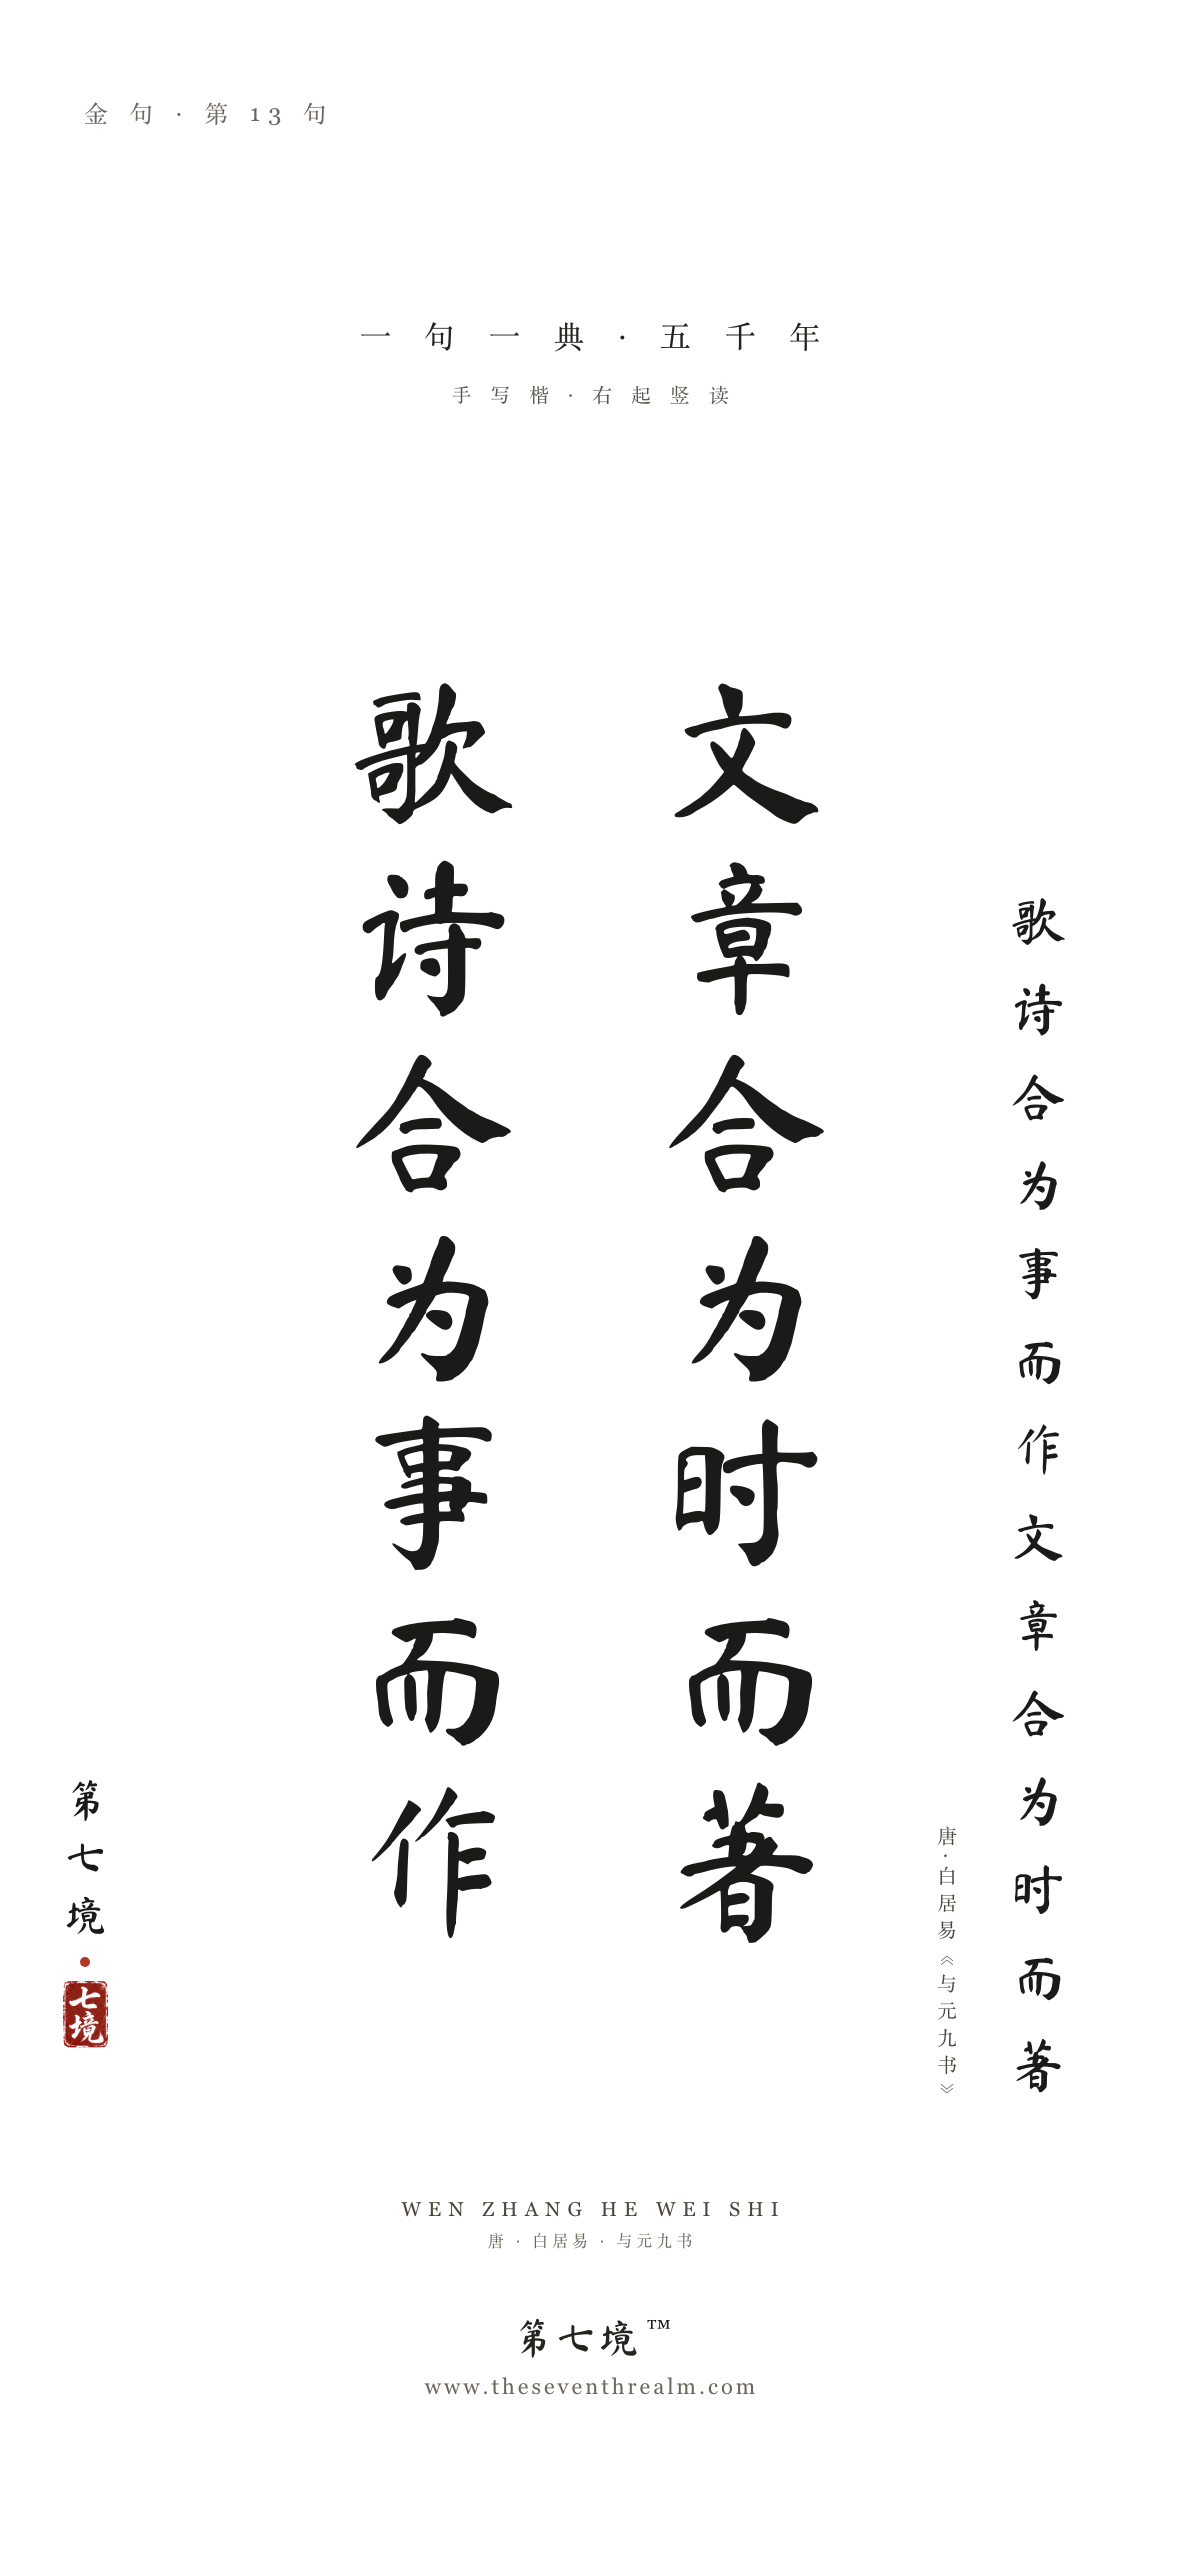 金句·第13句
一句一典·五千年
手写楷·右起竖读
歌诗合为事而作文章合为时而著
唐·白居易《与元九书》
文章合为时而著
歌诗合为事而作
第七境
七境
WEN ZHANG HE WEI SHI
唐·白居易·与元九书
第七境™
www.theseventhrealm.com